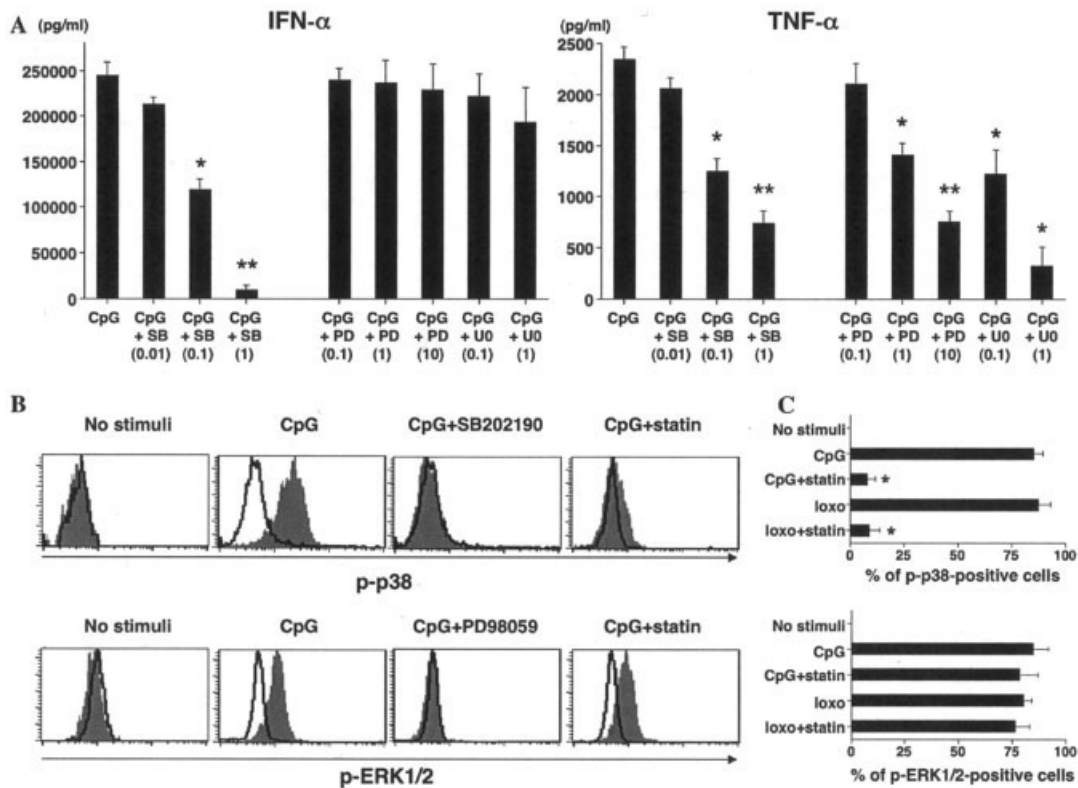 A
(pg/ml)
IFN-α
250000
200000
150000
100000
50000
0
*
**
CpG
CpG + SB (0.01)
CpG + SB (0.1)
CpG + SB (1)
CpG + PD (0.1)
CpG + PD (1)
CpG + PD (10)
CpG + U0 (0.1)
CpG + U0 (1)
(pg/ml)
TNF-α
2500
2000
1500
1000
500
0
*
**
*
**
*
*
CpG
CpG + SB (0.01)
CpG + SB (0.1)
CpG + SB (1)
CpG + PD (0.1)
CpG + PD (1)
CpG + PD (10)
CpG + U0 (0.1)
CpG + U0 (1)
B
No stimuli
CpG
CpG+SB202190
CpG+statin
p-p38
No stimuli
CpG
CpG+PD98059
CpG+statin
p-ERK1/2
C
No stimuli
CpG
CpG+statin
*
loxo
loxo+statin
*
0 25 50 75 100
% of p-p38-positive cells
No stimuli
CpG
CpG+statin
loxo
loxo+statin
0 25 50 75 100
% of p-ERK1/2-positive cells